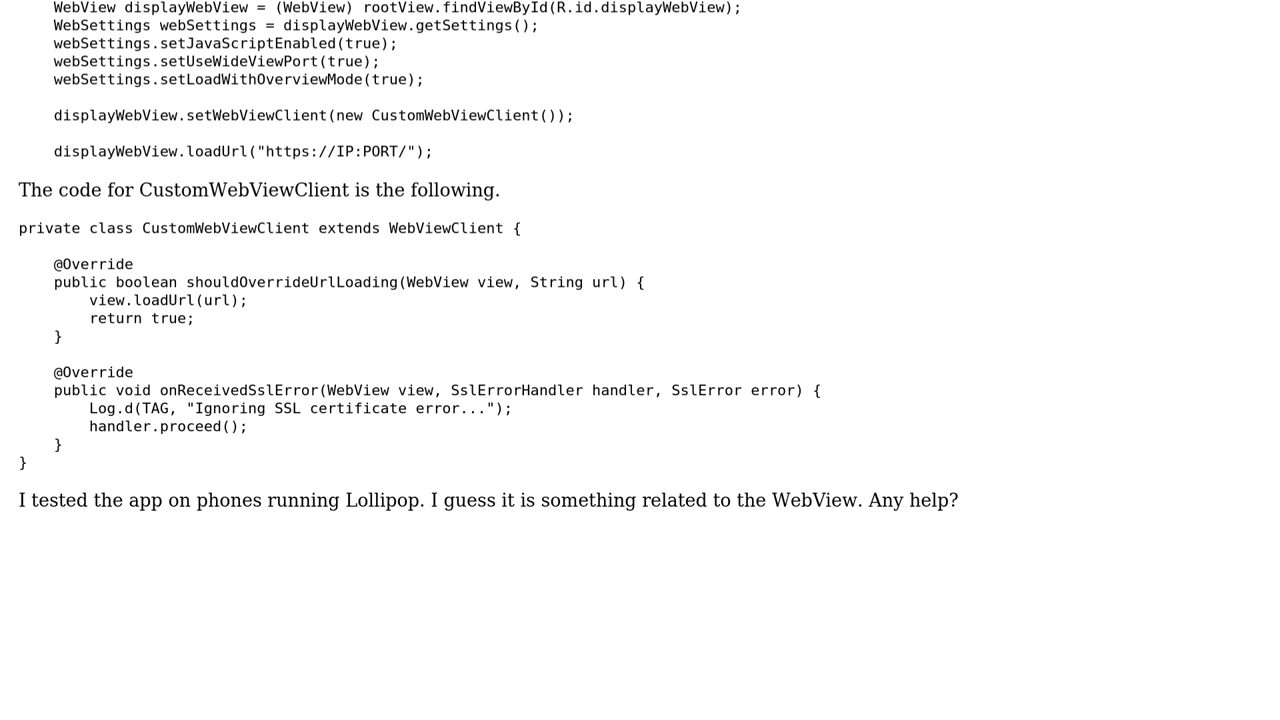 WebView displayWebView = (WebView) rootView.findViewById(R.id.displayWebView);
WebSettings webSettings = displayWebView.getSettings();
webSettings.setJavaScriptEnabled(true);
webSettings.setUseWideViewPort(true);
webSettings.setLoadWithOverviewMode(true);
displayWebView.setWebViewClient(new CustomWebViewClient());
displayWebView.loadUrl("https://IP:PORT/");
The code for CustomWebViewClient is the following.
private class CustomWebViewClient extends WebViewClient {
@Override
public boolean shouldOverrideUrlLoading(WebView view, String url) {
view.loadUrl(url);
return true;
}
@Override
public void onReceivedSslError(WebView view, SslErrorHandler handler, SslError error) {
Log.d(TAG, "Ignoring SSL certificate error...");
handler.proceed();
}
}
I tested the app on phones running Lollipop. I guess it is something related to the WebView. Any help?